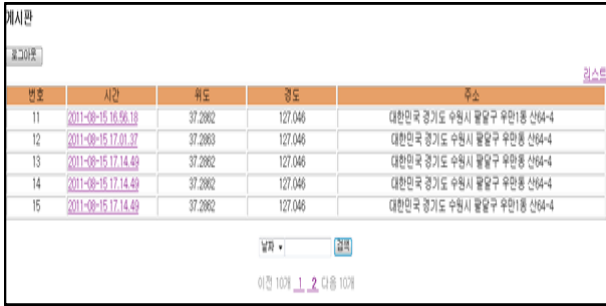 게시판
로그아웃
리스트
번호 시간 위도 경도 주소
11 2011-08-15 16.56.18 37.2862 127.046 대한민국 경기도 수원시 팔달구 우만1동 산64-4
12 2011-08-15 17.01.37 37.2863 127.046 대한민국 경기도 수원시 팔달구 우만동 산64-4
13 2011-08-15 17.14.49 37.2862 127.046 대한민국 경기도 수원시 팔달구 우만동 산64-4
14 2011-08-15 17.14.49 37.2862 127.046 대한민국 경기도 수원시 팔달구 우만동 산64-4
15 2011-08-15 17.14.49 37.2862 127.046 대한민국 경기도 수원시 팔달구 우만1동 산64-4
날짜 검색
이전 10개 1 2 다음 10개